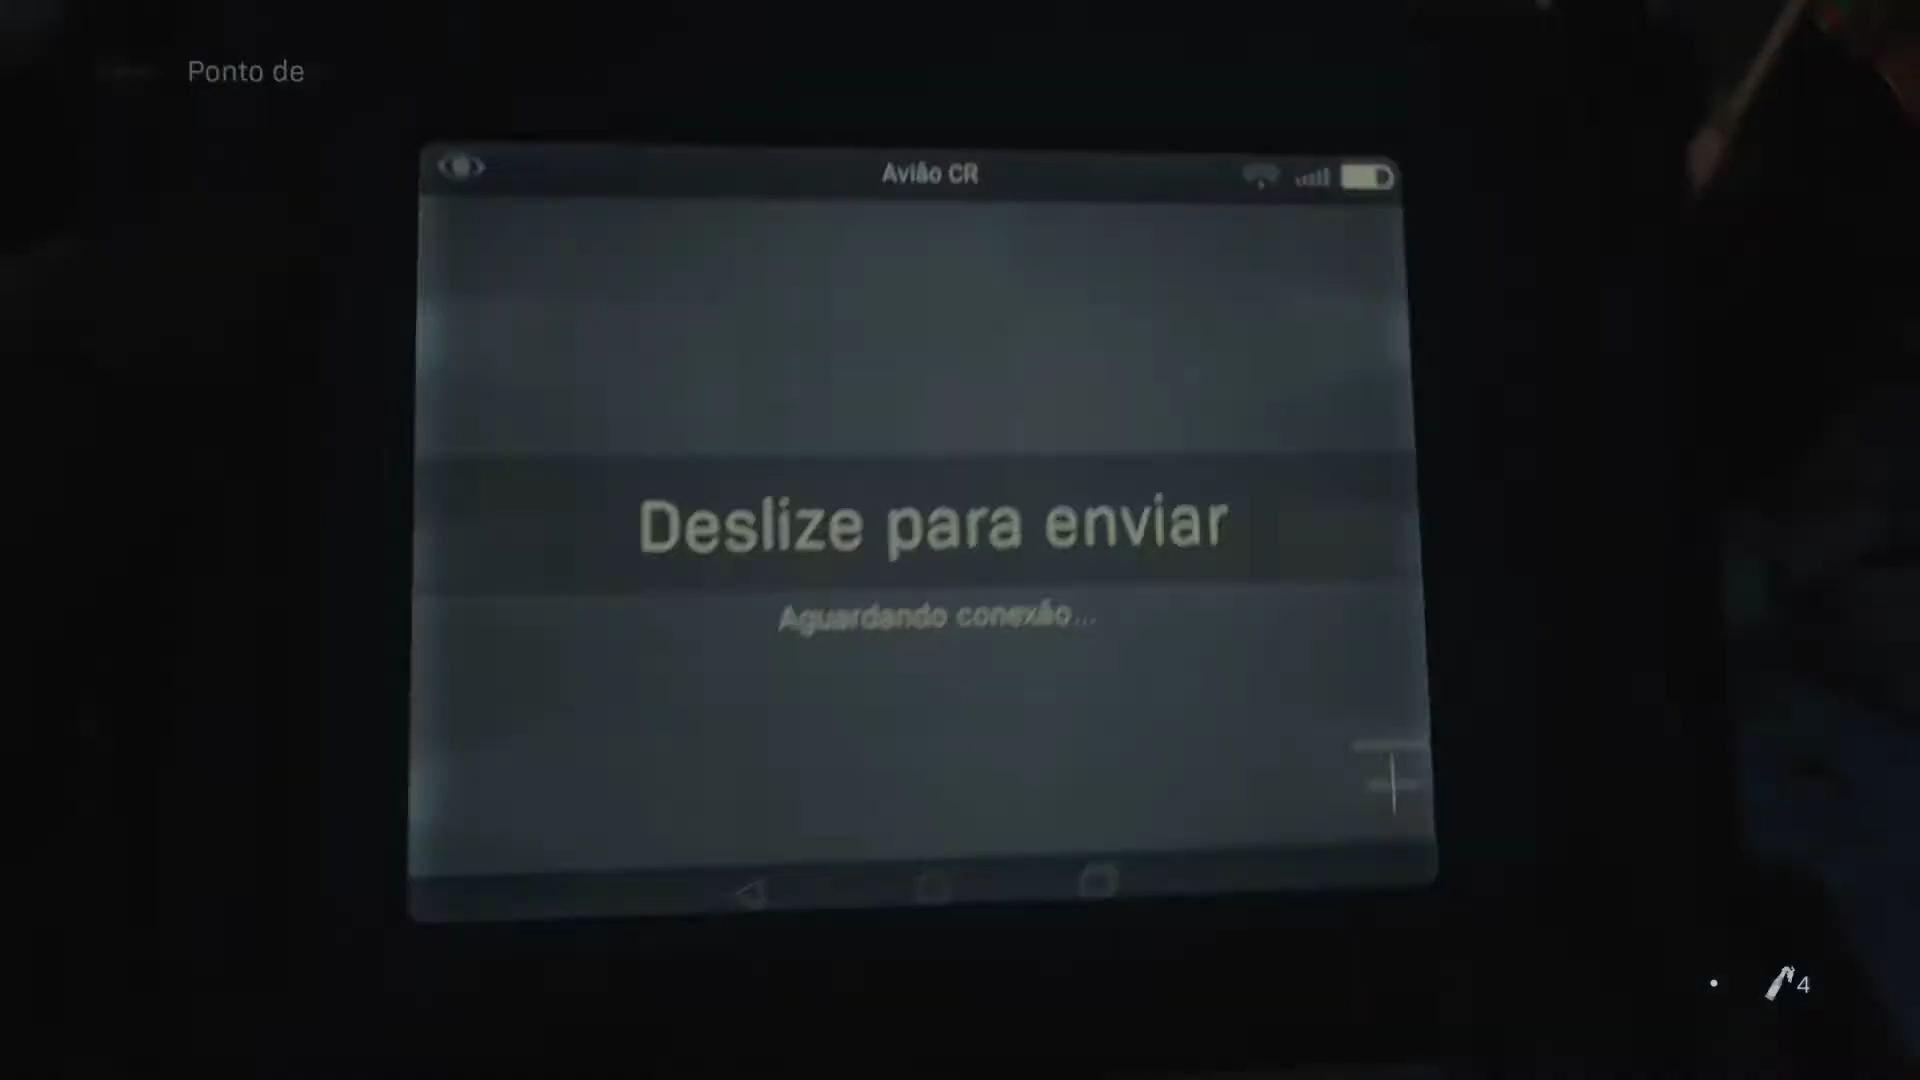 Ponto de
Avião CR
Deslize para enviar
Aguardando conexão...
4